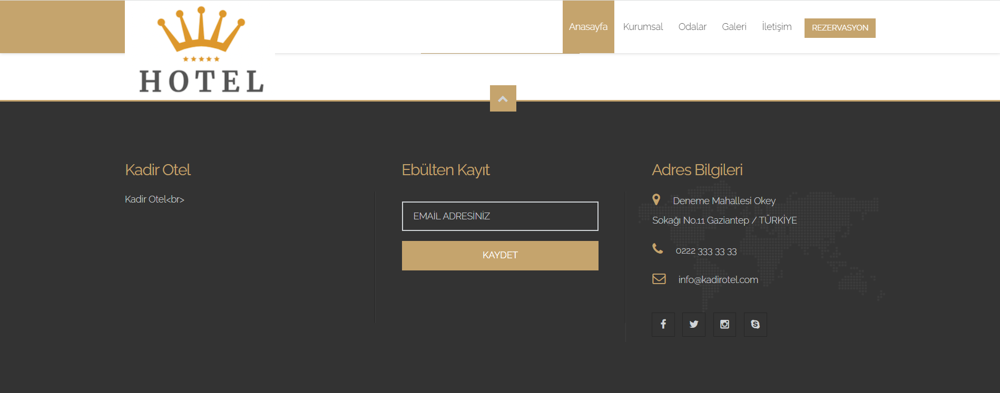 HOTEL
Anasayfa
Kurumsal
Odalar
Galeri
İletişim
REZERVASYON
Kadir Otel
Kadir Otel<br>
Ebülten Kayıt
EMAİL ADRESİNİZ
KAYDET
Adres Bilgileri
Deneme Mahallesi Okey
Sokağı No.11 Gaziantep / TÜRKİYE
0222 333 33 33
info@kadirotel.com